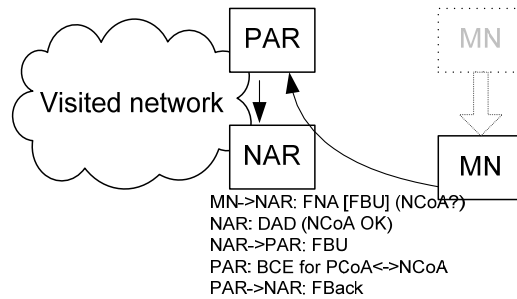 PAR
MN
Visited network
NAR
MN
MN->NAR: FNA [FBU] (NCoA?)
NAR: DAD (NCoA OK)
NAR->PAR: FBU
PAR: BCE for PCoA<->NCoA
PAR->NAR: FBack